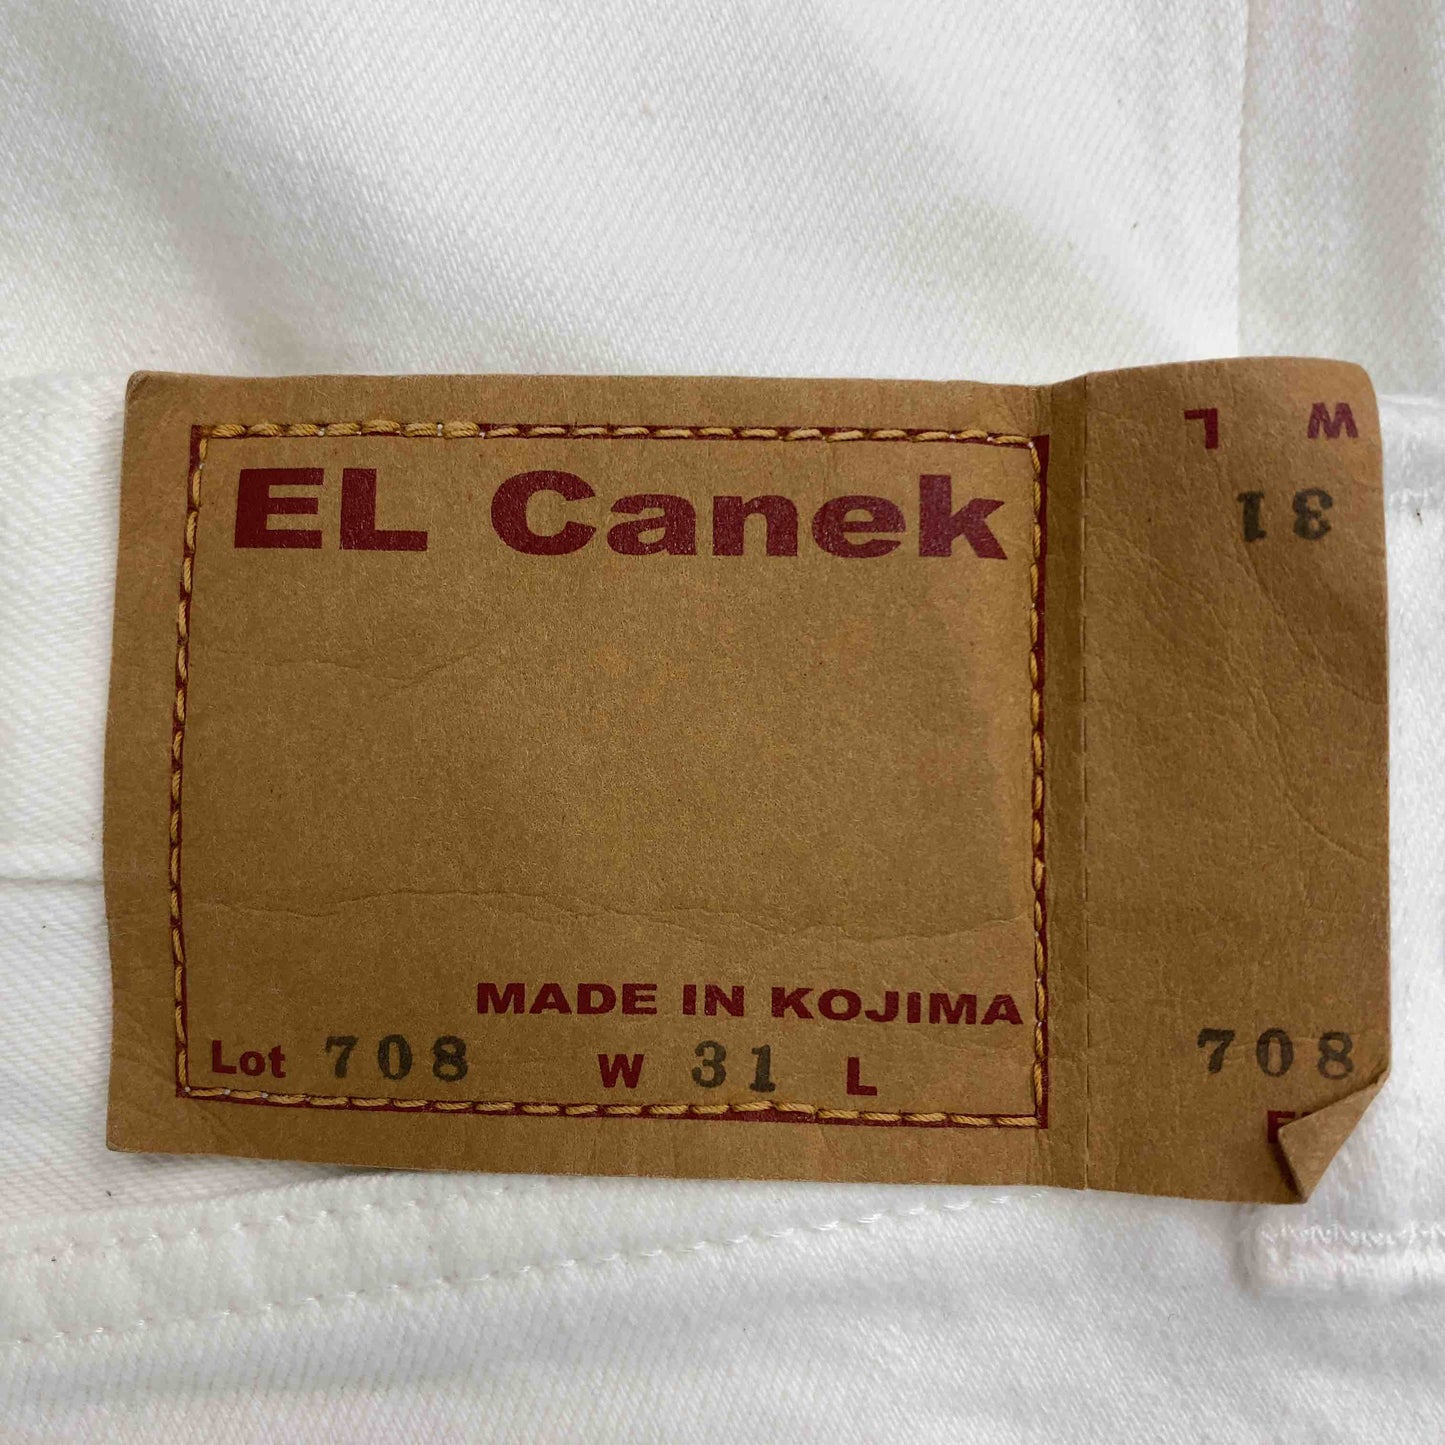 EL Canek
MADE IN KOJIMA
Lot 708 W 31 L
W L
31
708